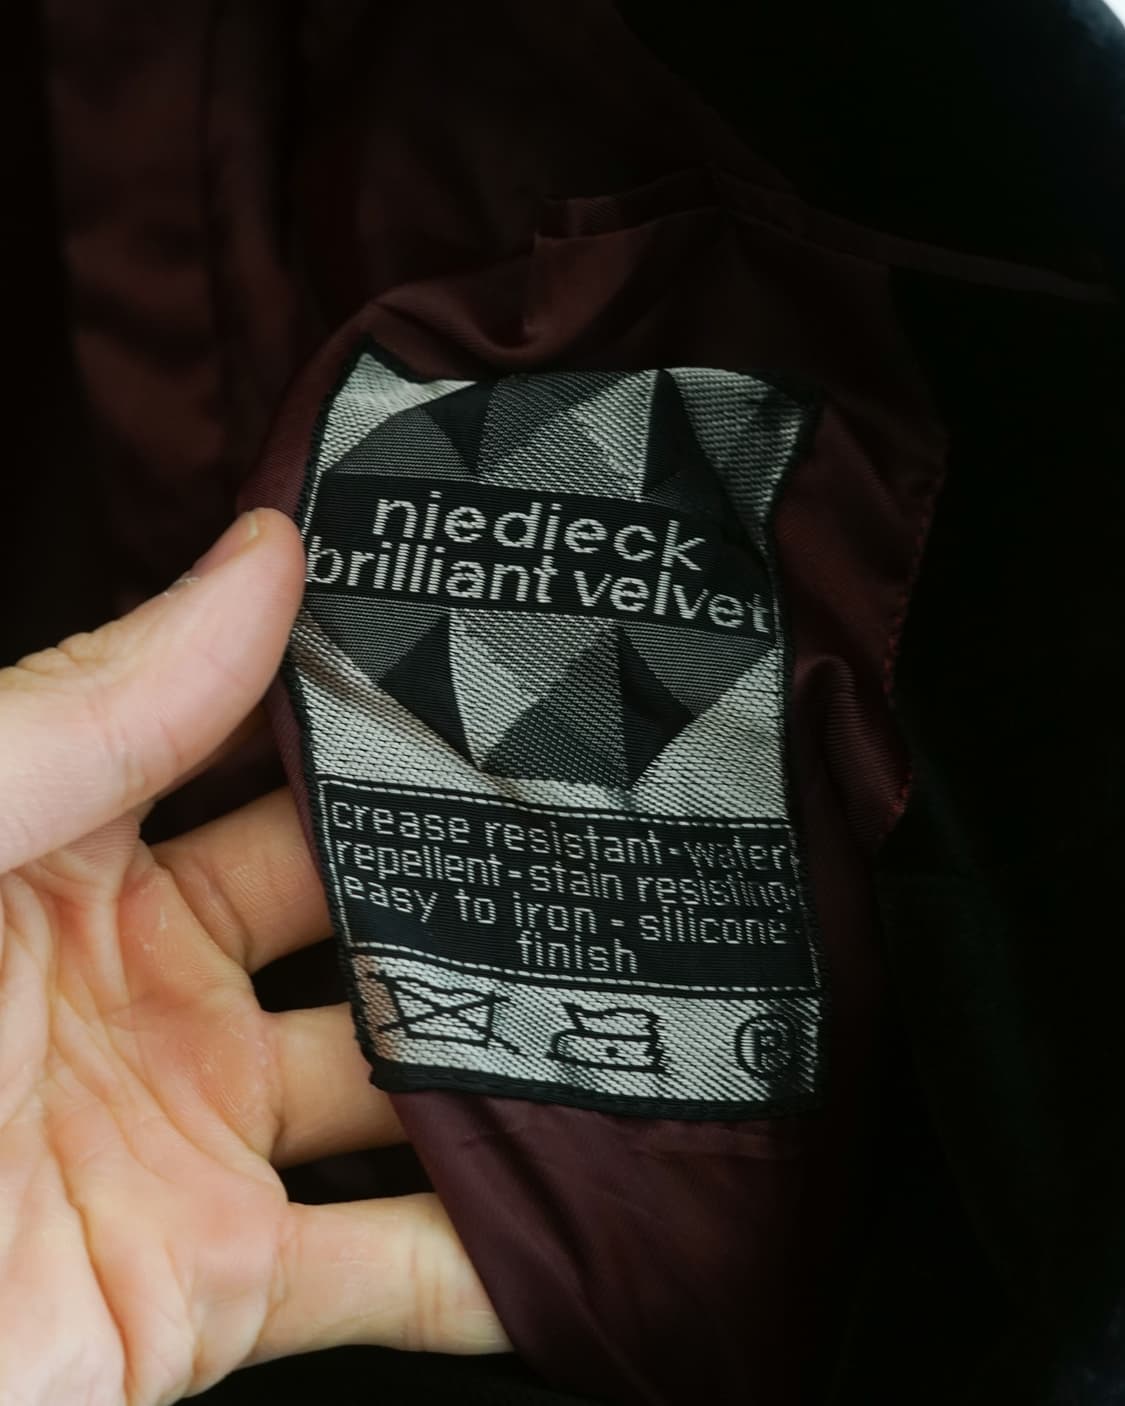 niedieck
brilliant velvet
crease resistant-water
repellent-stain resisting-
easy to iron - silicone-
finish
P